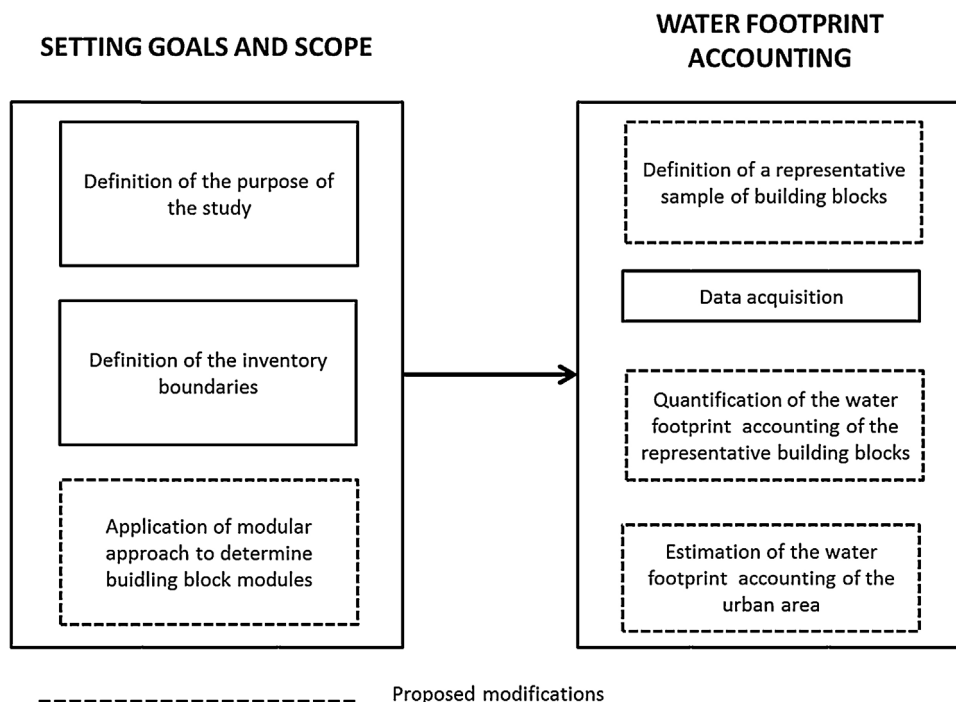 SETTING GOALS AND SCOPE
Definition of the purpose of
the study
Definition of the inventory
boundaries
Application of modular
approach to determine
buidling block modules
WATER FOOTPRINT
ACCOUNTING
Definition of a representative
sample of building blocks
Data acquisition
Quantification of the water
footprint accounting of the
representative building blocks
Estimation of the water
footprint accounting of the
urban area
Proposed modifications